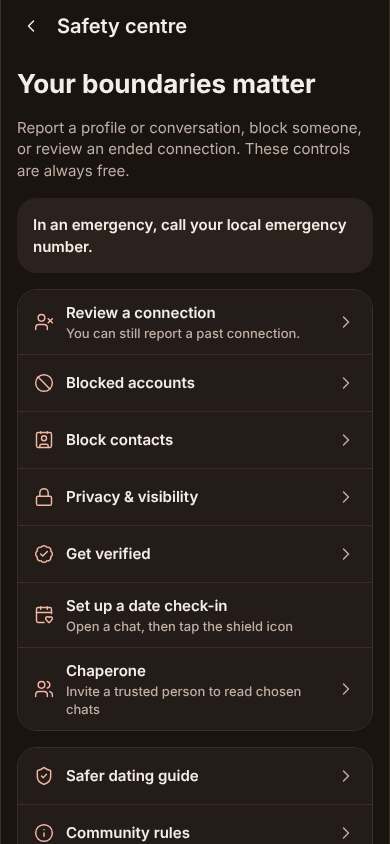 Safety centre
Your boundaries matter
Report a profile or conversation, block someone,
or review an ended connection. These controls
are always free.
In an emergency, call your local emergency
number.
Review a connection
You can still report a past connection.
Blocked accounts
Block contacts
Privacy & visibility
Get verified
Set up a date check-in
Open a chat, then tap the shield icon
Chaperone
Invite a trusted person to read chosen
chats
Safer dating guide
Community rules